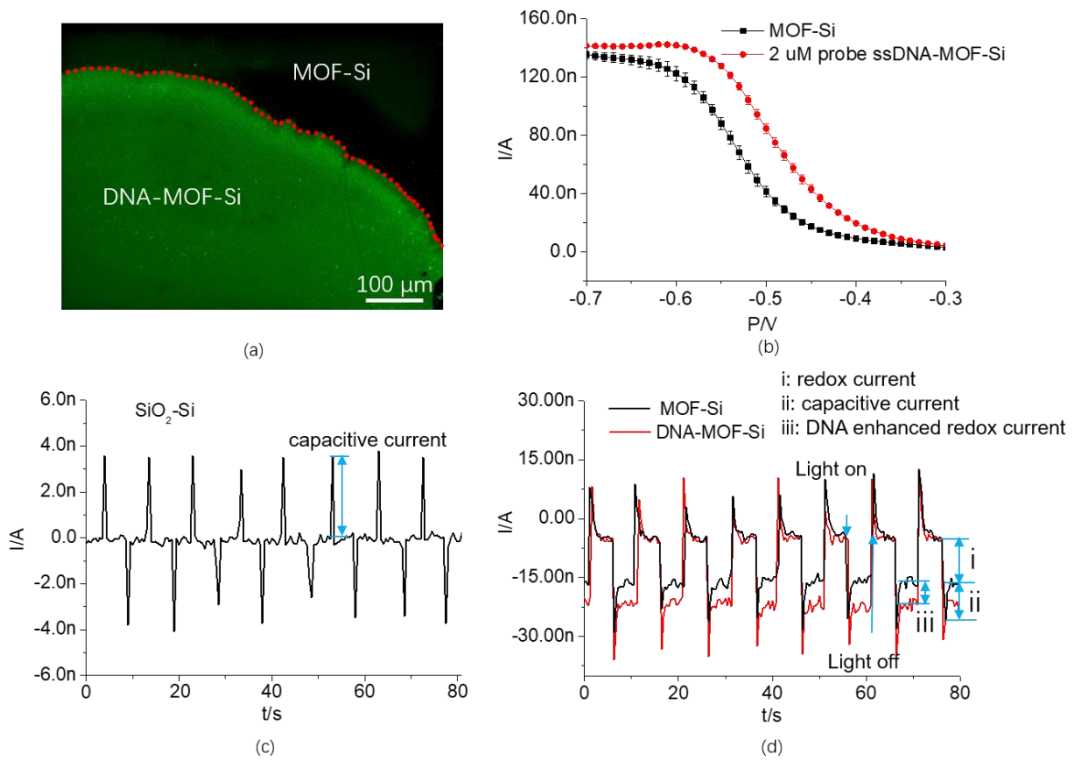 MOF-Si
DNA-MOF-Si
100 μm
(a)
160.0n
120.0n
80.0n
40.0n
0.0
I/A
MOF-Si
2 uM probe ssDNA-MOF-Si
-0.7 -0.6 -0.5 -0.4 -0.3
P/V
(b)
6.0n
4.0n
2.0n
0.0
-2.0n
-4.0n
-6.0n
I/A
SiO₂-Si
capacitive current
0 20 40 60 80
t/s
(c)
i: redox current
ii: capacitive current
iii: DNA enhanced redox current
MOF-Si
DNA-MOF-Si
30.00n
15.00n
0.00
-15.00n
-30.00n
I/A
Light on
i
ii
iii
Light off
0 20 40 60 80
t/s
(d)